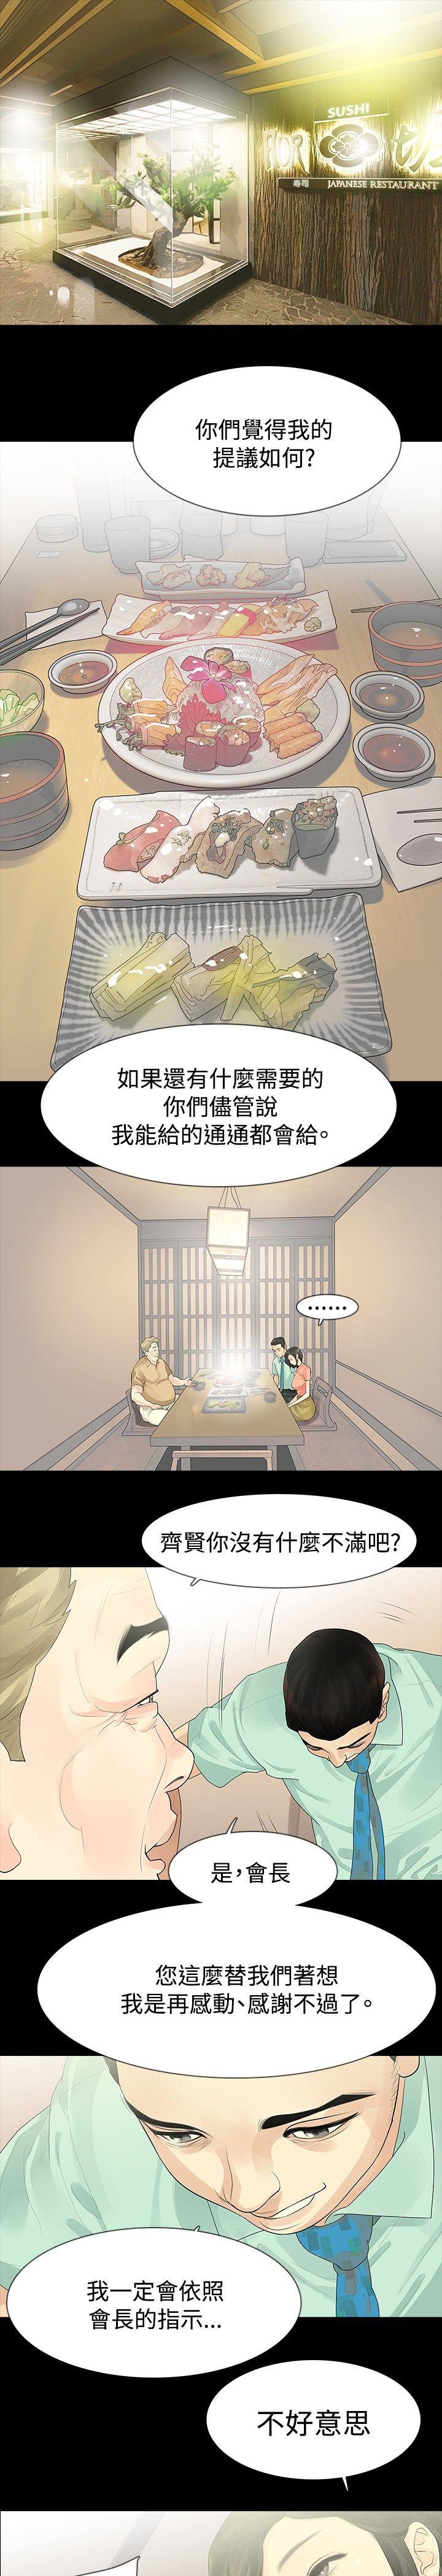 SUSHI
寿司
JAPANESE RESTAURANT
你們覺得我的
提議如何?
如果還有什麼需要的
你們儘管說
我能給的通通都會給。
......
齊賢你沒有什麼不滿吧?
是,會長
您這麼替我們著想
我是再感動、感謝不過了。
我一定會依照
會長的指示...
不好意思